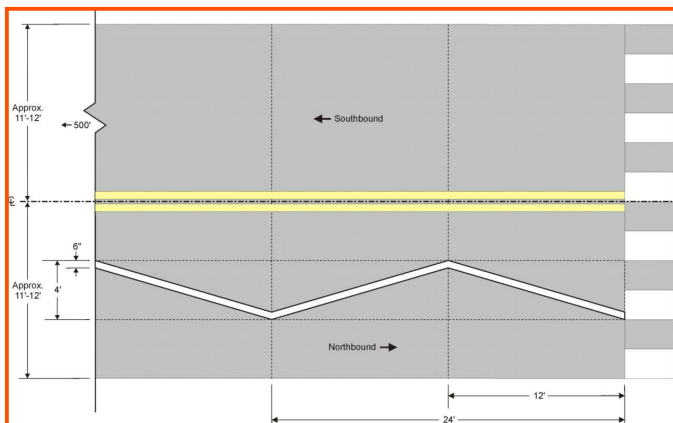 Approx.
11'-12'
← 500'
← Southbound
℄
6"
4'
Approx.
11'-12'
Northbound →
12'
24'